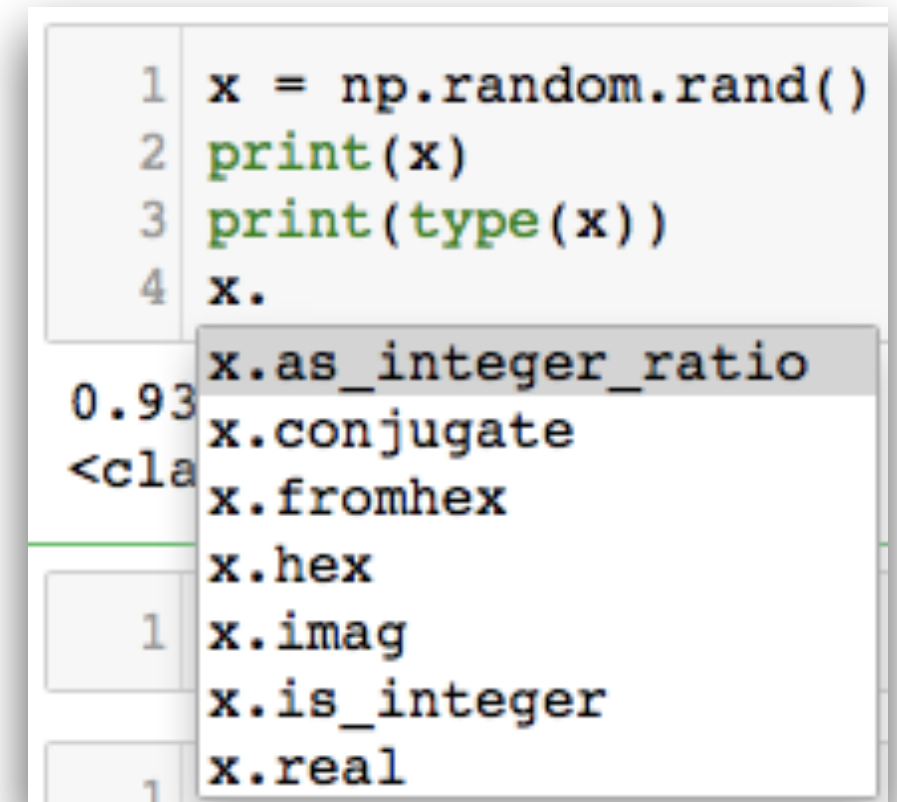 1 x = np.random.rand()
2 print(x)
3 print(type(x))
4 x.
x.as_integer_ratio
0.93
x.conjugate
<cla
x.fromhex
x.hex
x.imag
1
x.is_integer
x.real
1